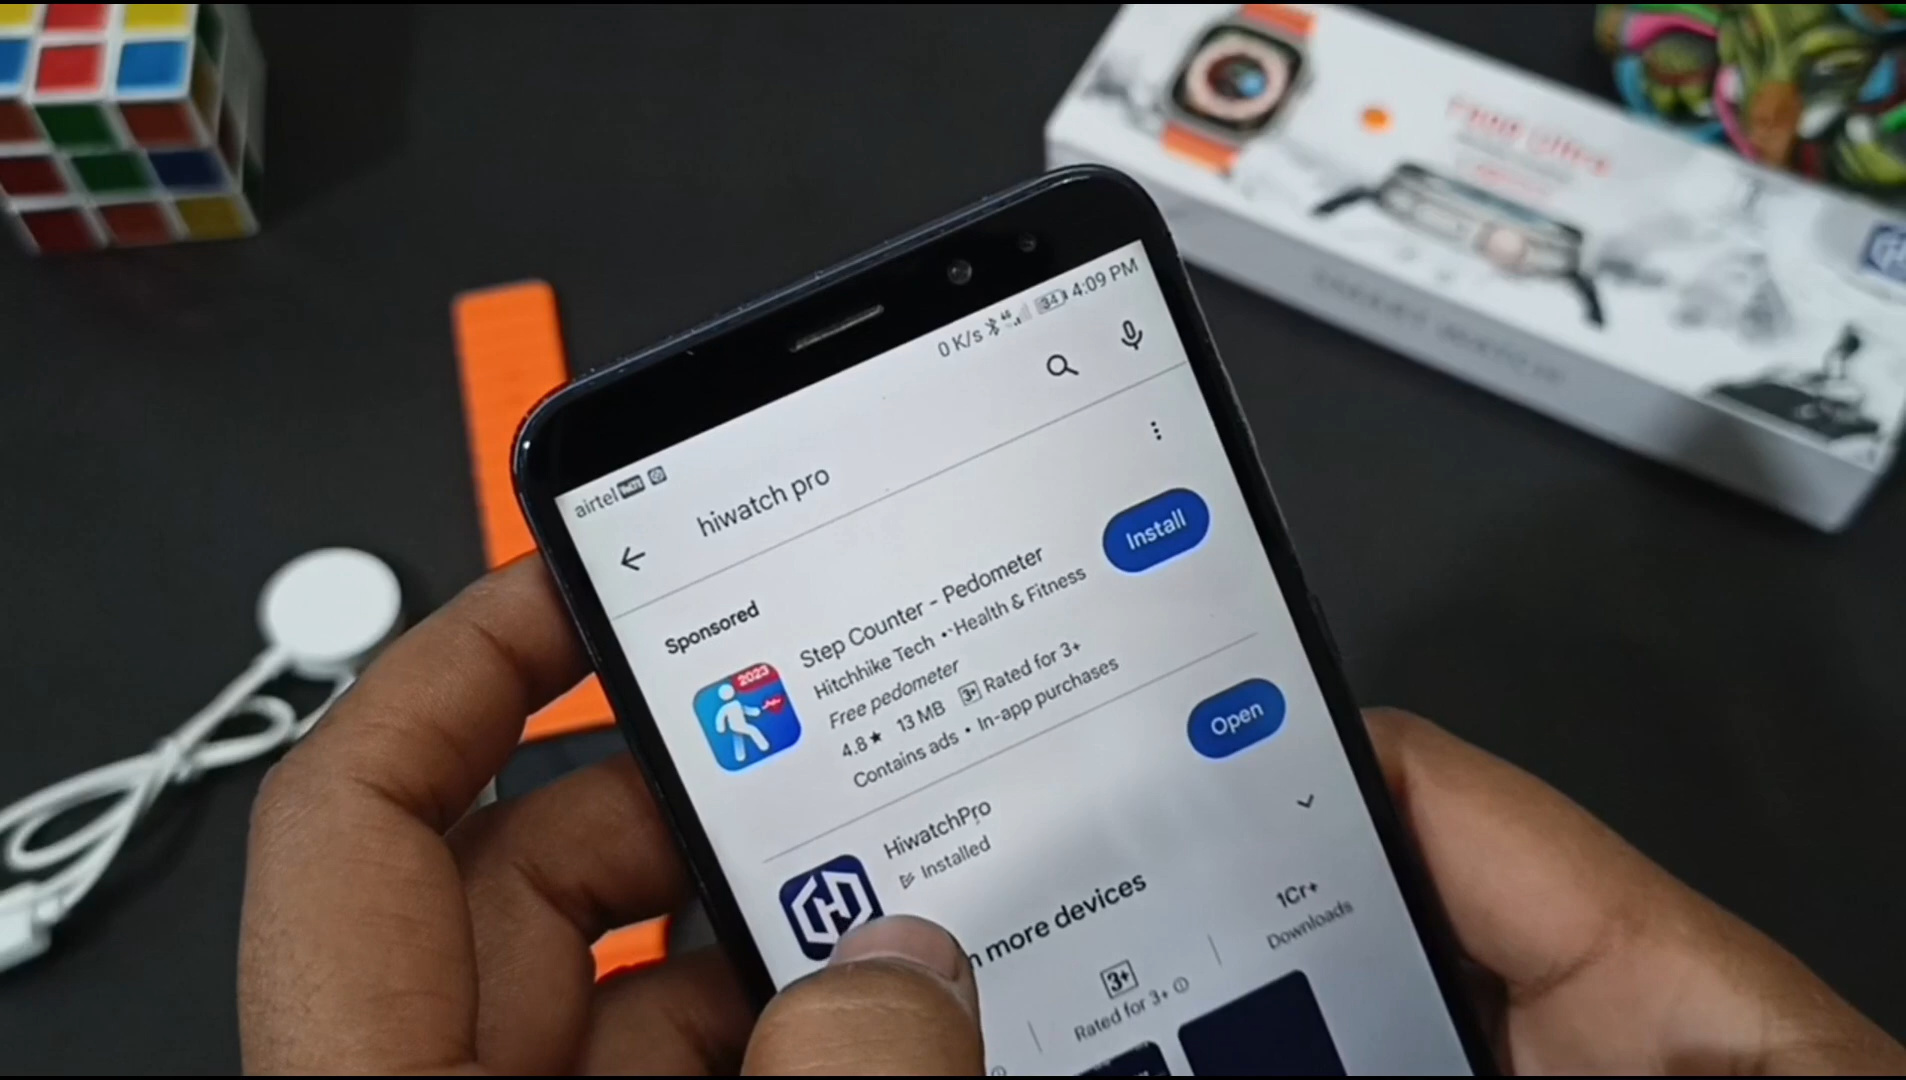 airtel 0 K/s 4G 34 4:09 PM
hiwatch pro
Sponsored
Step Counter - Pedometer
Hitchhike Tech • Health & Fitness
Free pedometer
4.8★ 13 MB 3+ Rated for 3+
Contains ads • In-app purchases
Install
2023
HiwatchPro
Installed
Open
n more devices
3+
Rated for 3+
1Cr+
Downloads